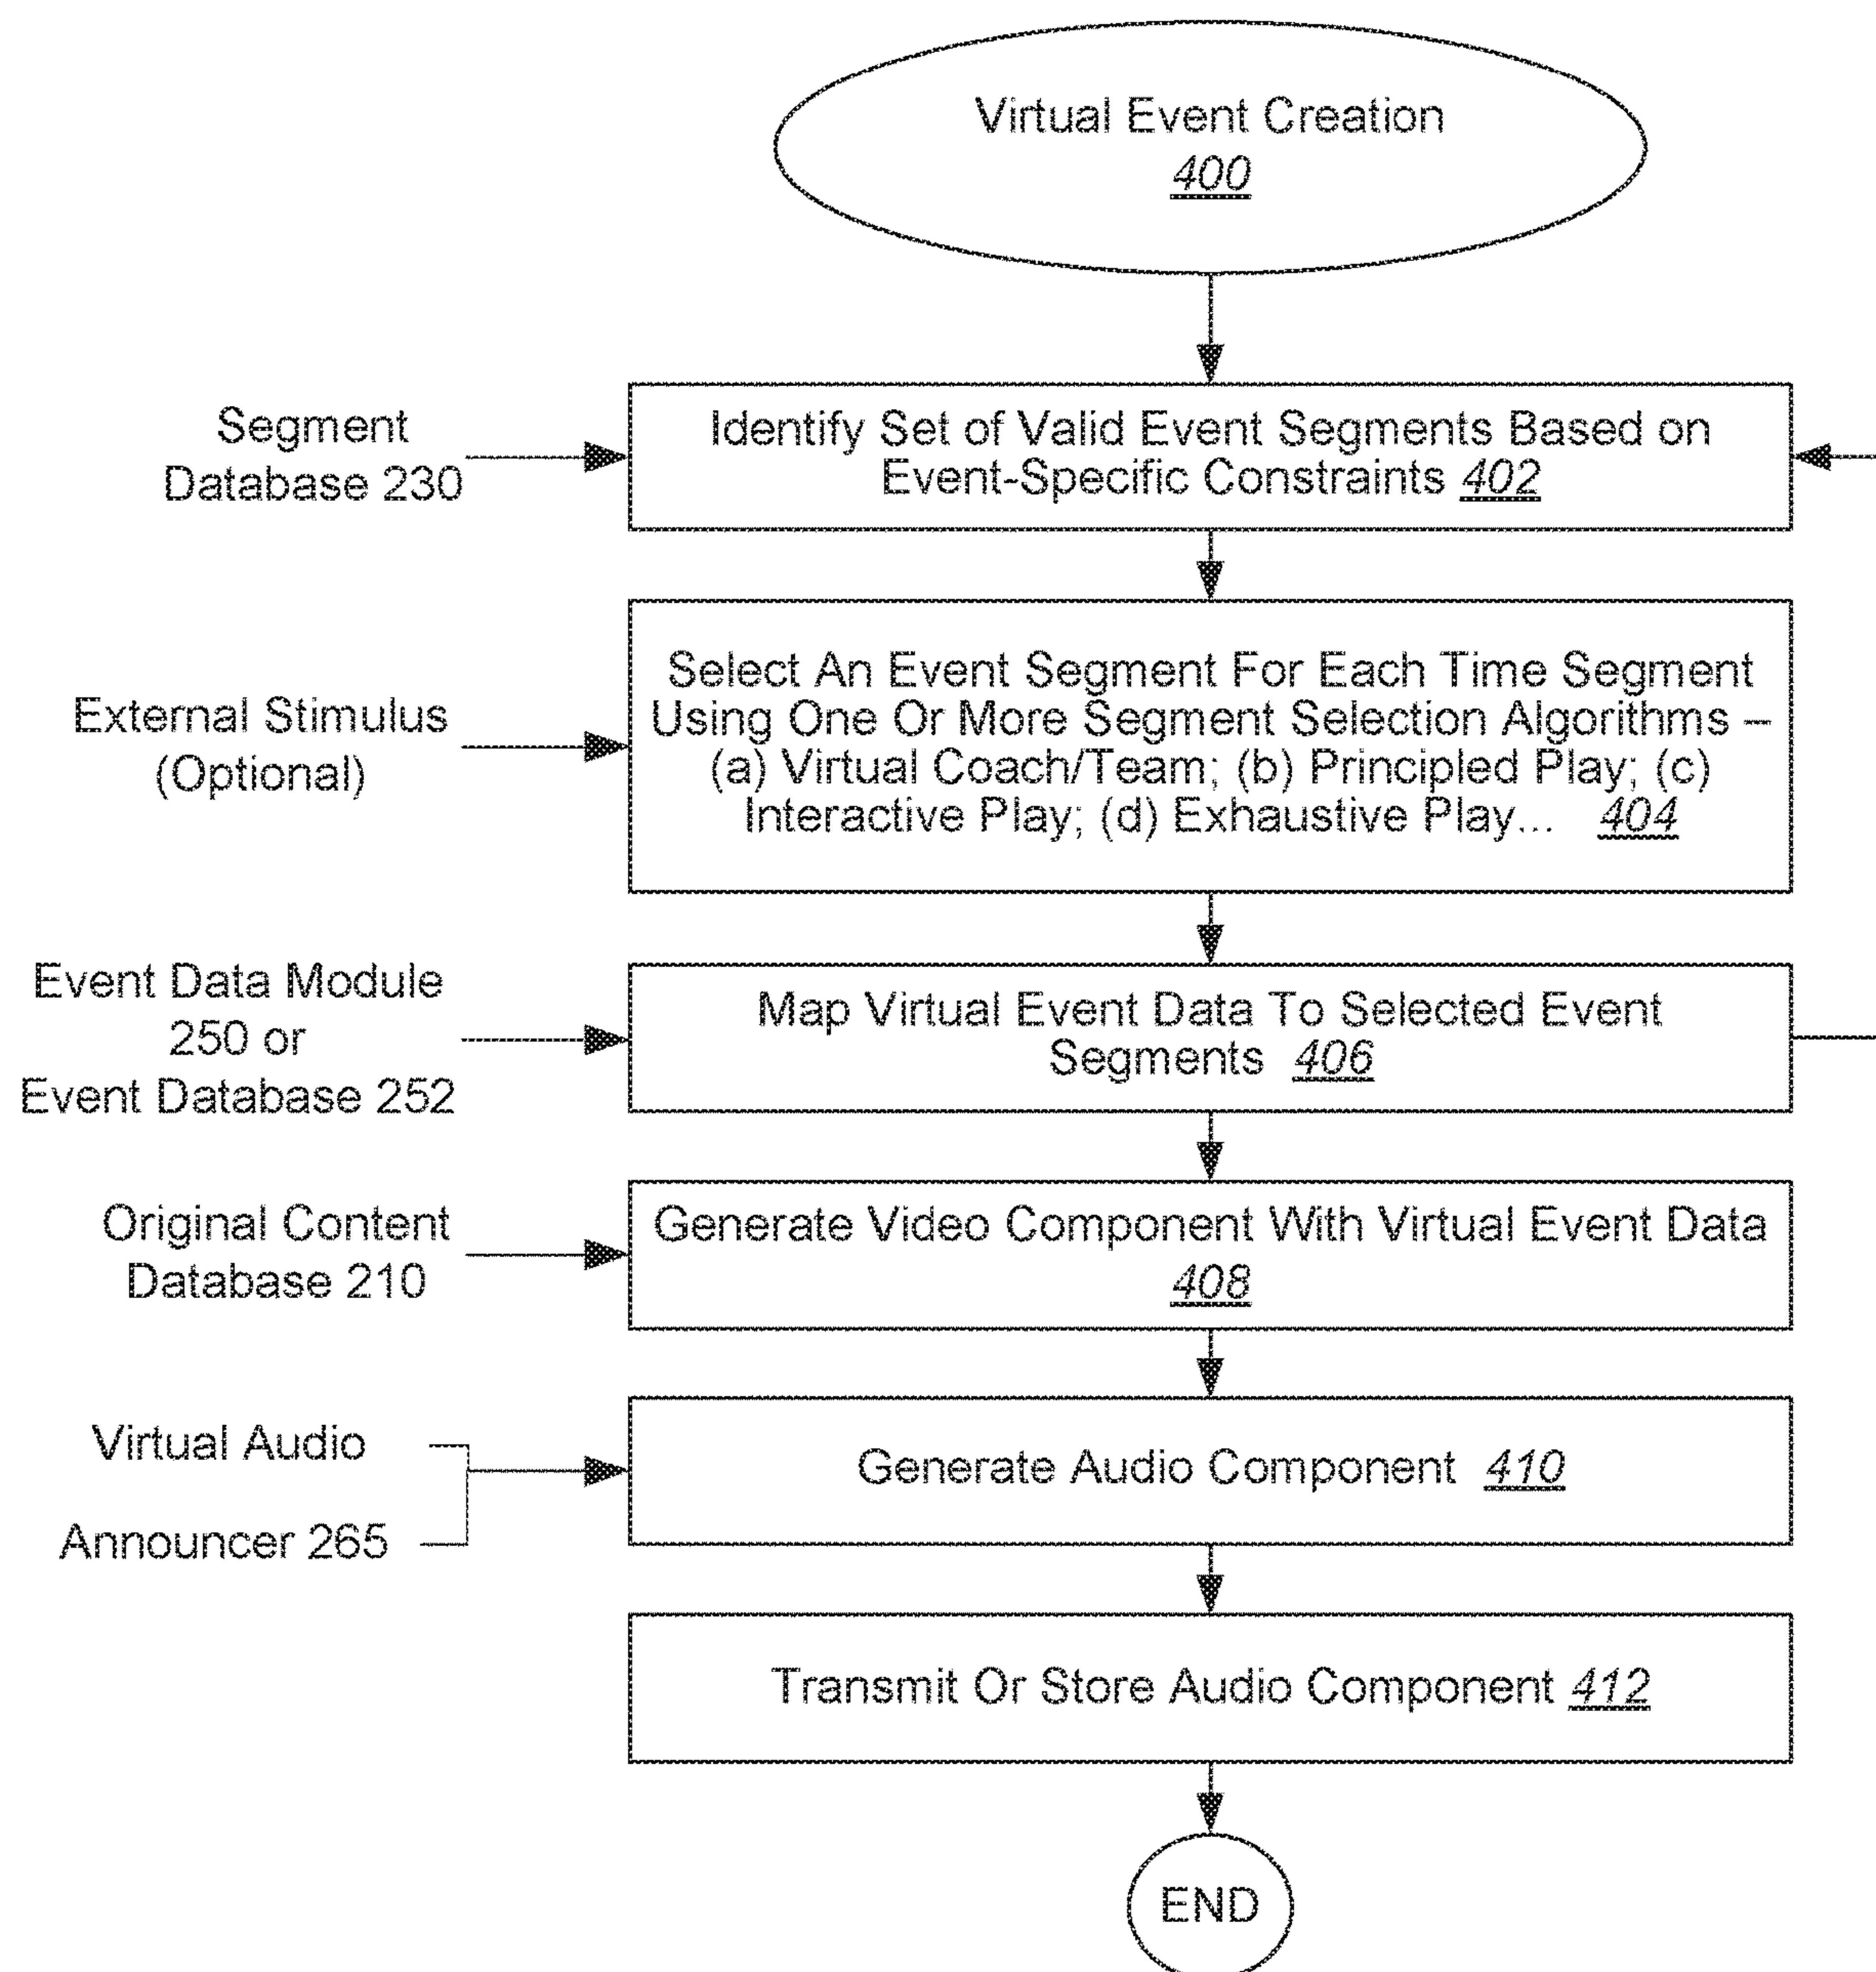 Virtual Event Creation
400
Segment
Database 230
Identify Set of Valid Event Segments Based on
Event-Specific Constraints 402
External Stimulus
(Optional)
Select An Event Segment For Each Time Segment
Using One Or More Segment Selection Algorithms –
(a) Virtual Coach/Team; (b) Principled Play; (c)
Interactive Play; (d) Exhaustive Play... 404
Event Data Module
250 or
Event Database 252
Map Virtual Event Data To Selected Event
Segments 406
Original Content
Database 210
Generate Video Component With Virtual Event Data
408
Virtual Audio
Announcer 265
Generate Audio Component 410
Transmit Or Store Audio Component 412
END